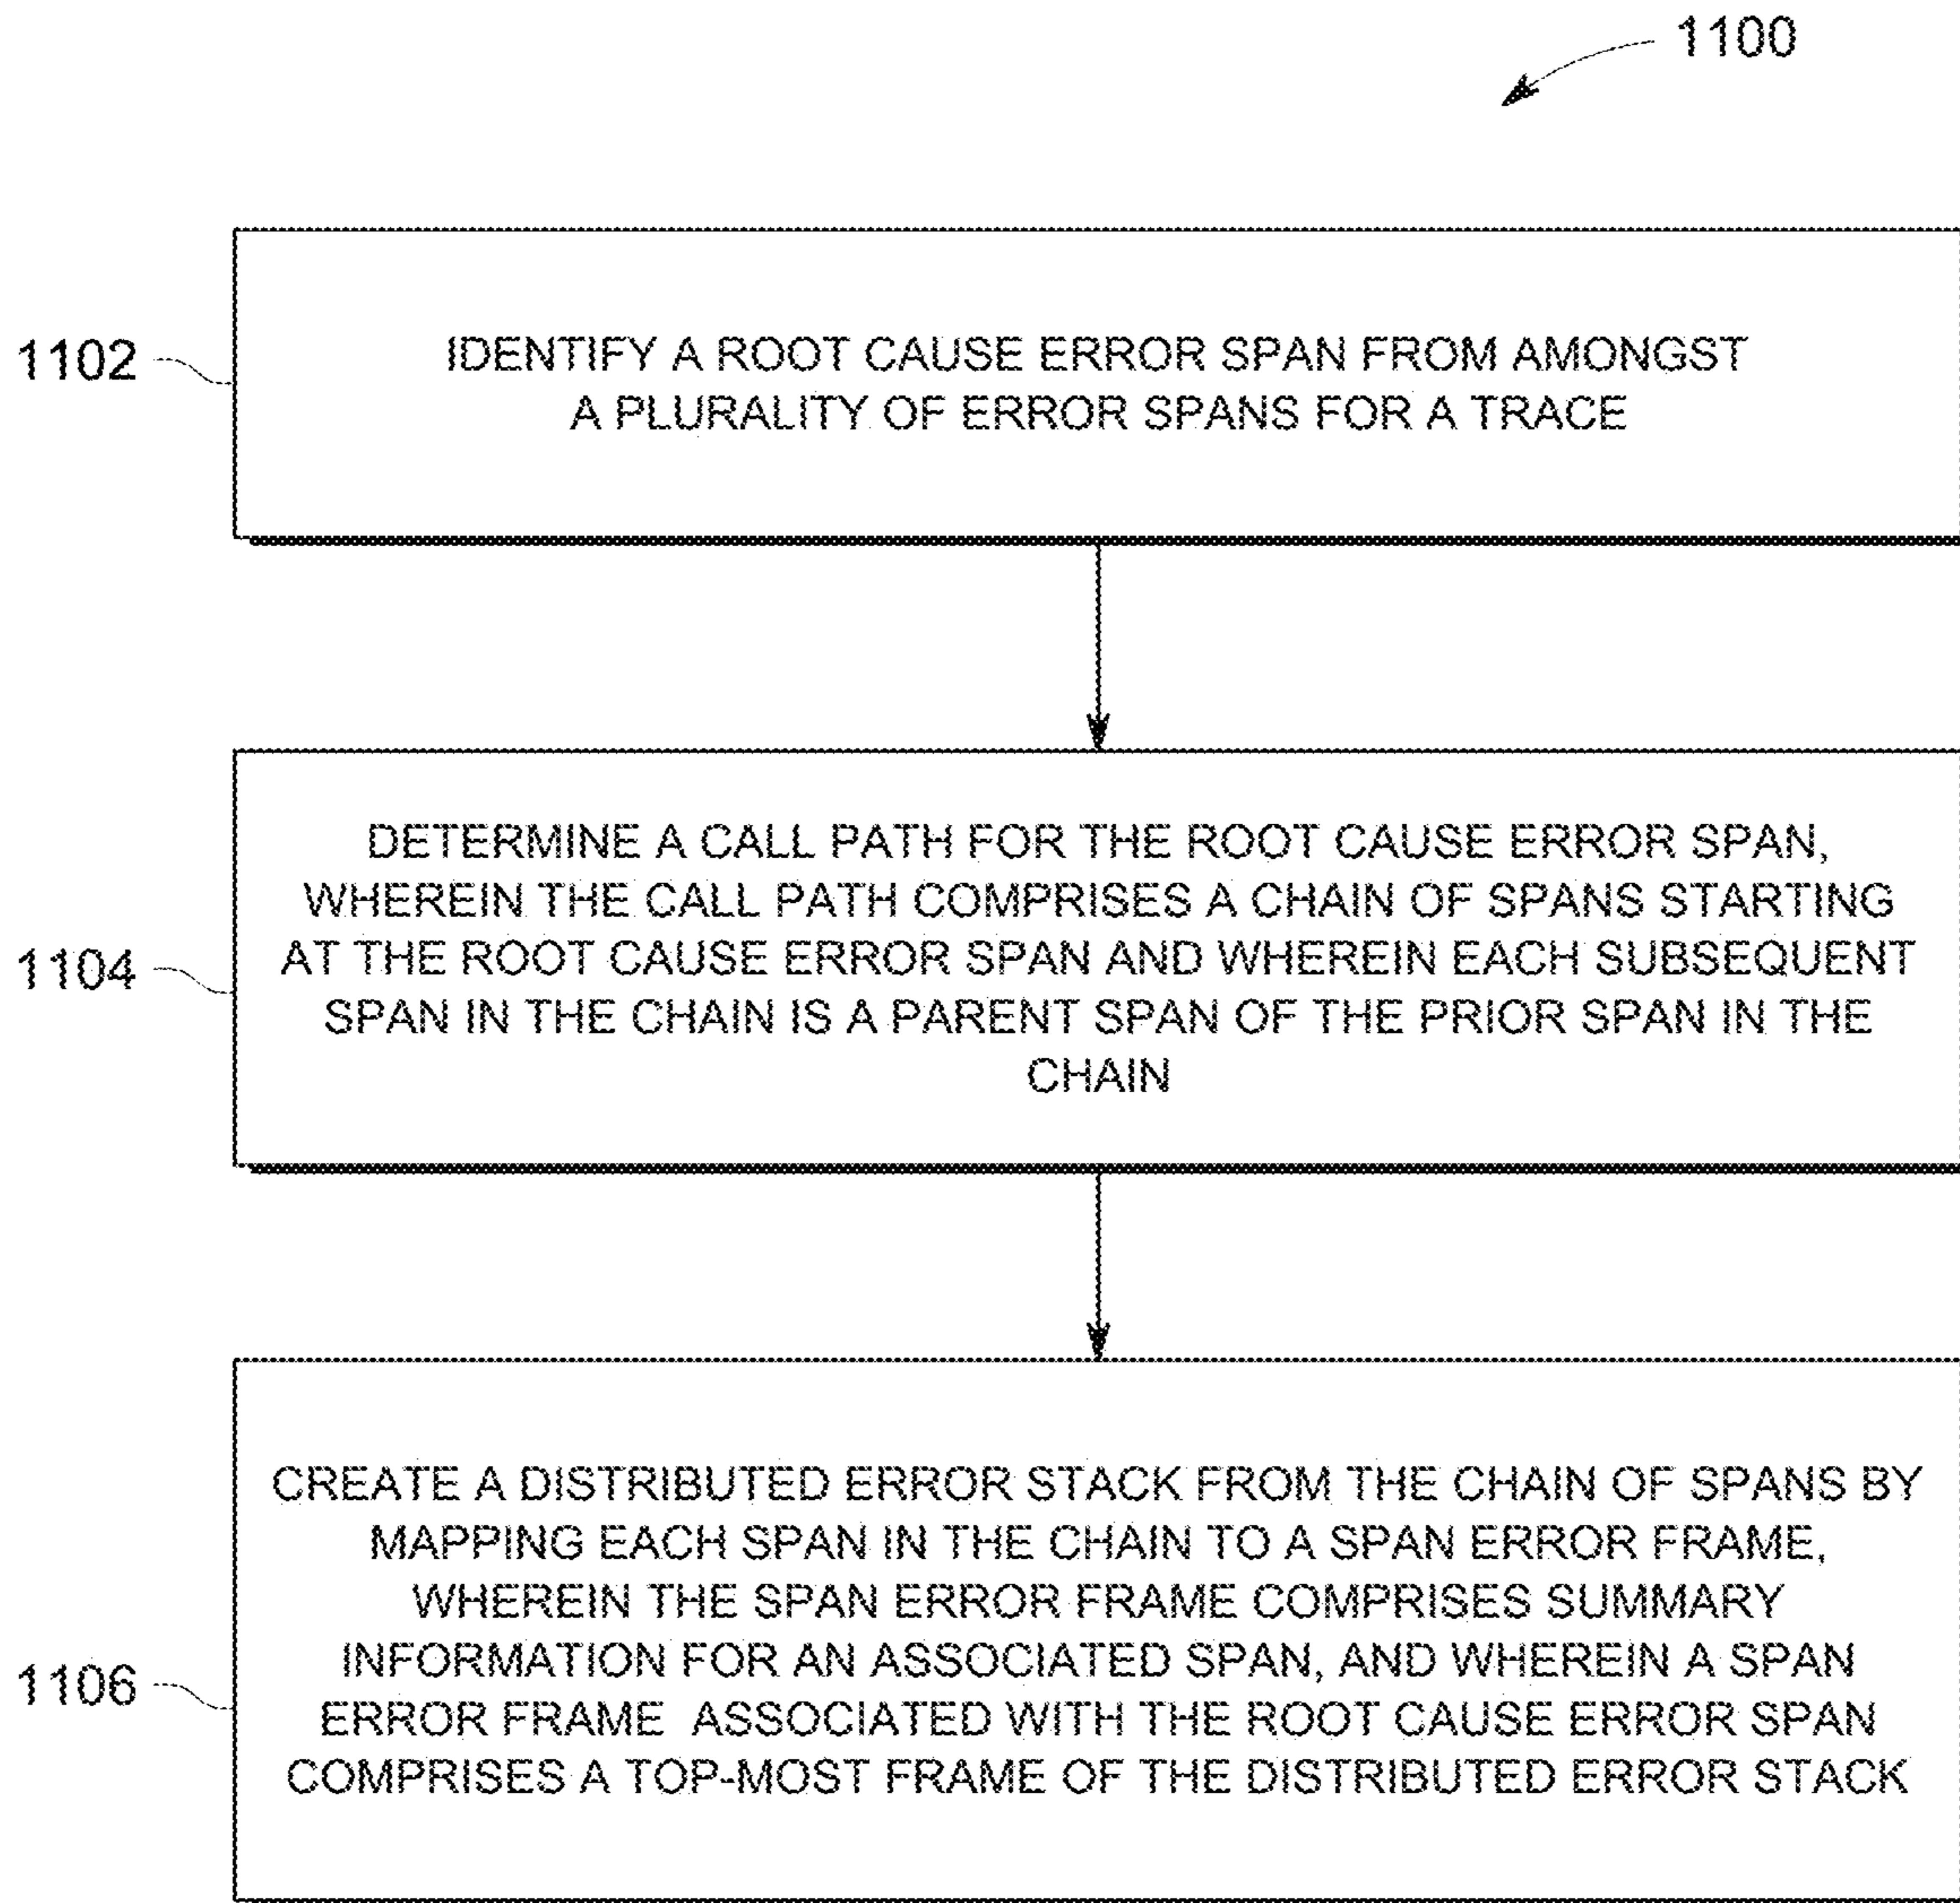 1100
1102
IDENTIFY A ROOT CAUSE ERROR SPAN FROM AMONGST
A PLURALITY OF ERROR SPANS FOR A TRACE
1104
DETERMINE A CALL PATH FOR THE ROOT CAUSE ERROR SPAN,
WHEREIN THE CALL PATH COMPRISES A CHAIN OF SPANS STARTING
AT THE ROOT CAUSE ERROR SPAN AND WHEREIN EACH SUBSEQUENT
SPAN IN THE CHAIN IS A PARENT SPAN OF THE PRIOR SPAN IN THE
CHAIN
1106
CREATE A DISTRIBUTED ERROR STACK FROM THE CHAIN OF SPANS BY
MAPPING EACH SPAN IN THE CHAIN TO A SPAN ERROR FRAME,
WHEREIN THE SPAN ERROR FRAME COMPRISES SUMMARY
INFORMATION FOR AN ASSOCIATED SPAN, AND WHEREIN A SPAN
ERROR FRAME ASSOCIATED WITH THE ROOT CAUSE ERROR SPAN
COMPRISES A TOP-MOST FRAME OF THE DISTRIBUTED ERROR STACK